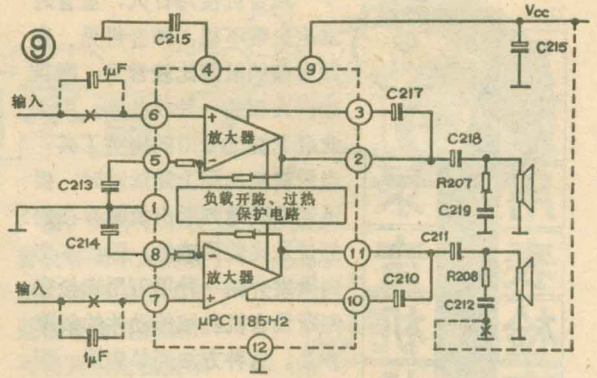 ⑨
C215
Vcc
C215
④
⑨
1μF
输入
⑥
放大器
③
C217
②
C218
R207
C219
⑤
C213
①
C214
⑧
负载开路、过热
保护电路
放大器
⑪
C211
⑩
C210
R208
C212
输入
⑦
1μF
μPC1185H2
⑫